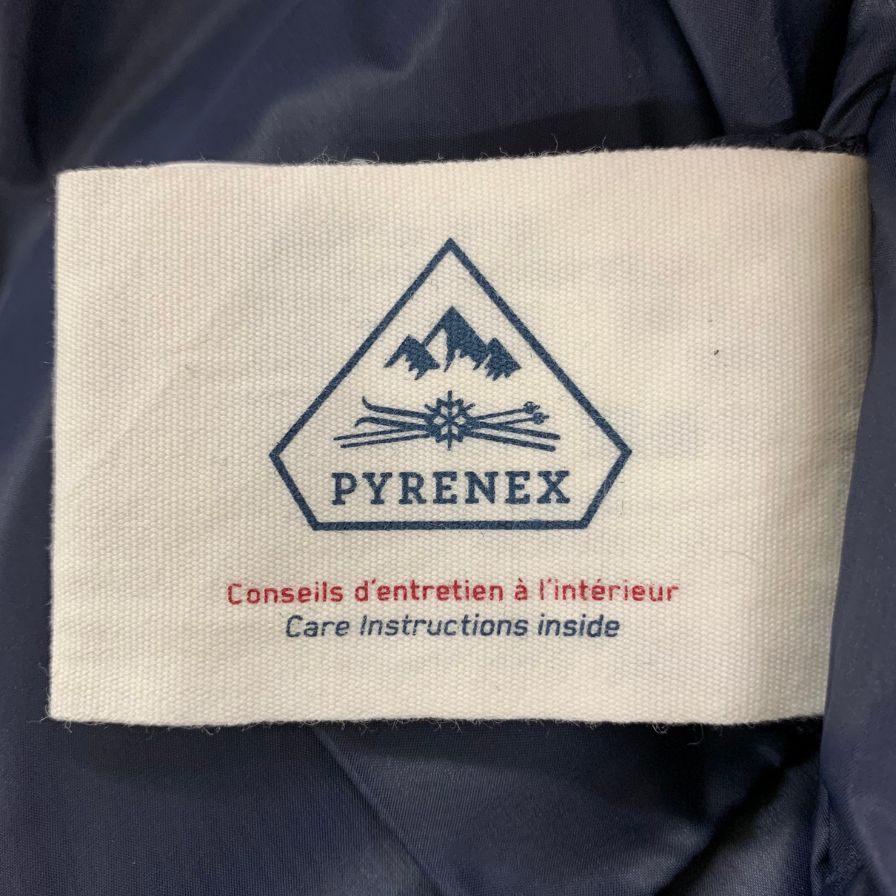 PYRENEX
Conseils d'entretien à l'intérieur
Care Instructions inside